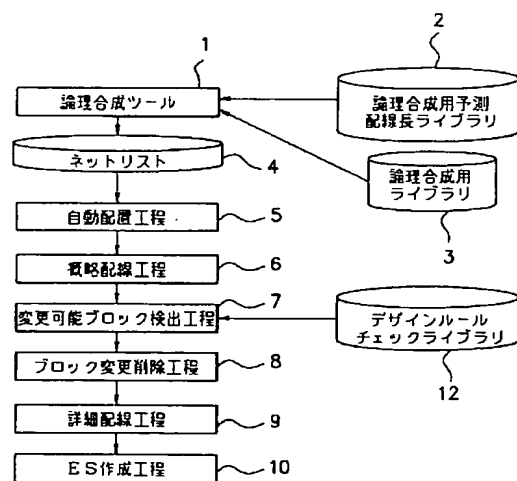 1
2
論理合成ツール
論理合成用予測
配線長ライブラリ
ネットリスト
4
論理合成用
ライブラリ
3
自動配置工程
5
概略配線工程
6
変更可能ブロック検出工程
7
デザインルール
チェックライブラリ
12
ブロック変更削除工程
8
詳細配線工程
9
ES作成工程
10